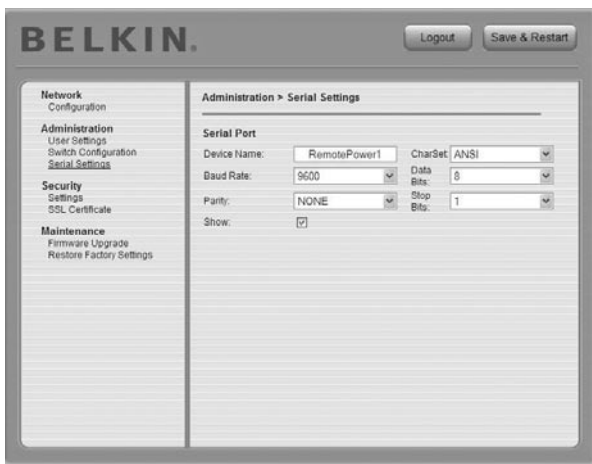 BELKIN.
Logout
Save & Restart
Network
Configuration
Administration
User Settings
Switch Configuration
Serial Settings
Security
Settings
SSL Certificate
Maintenance
Firmware Upgrade
Restore Factory Settings
Administration > Serial Settings
Serial Port
Device Name: RemotePower1 CharSet ANSI
Baud Rate: 9600 Data Bits: 8
Parity: NONE Stop Bits: 1
Show: